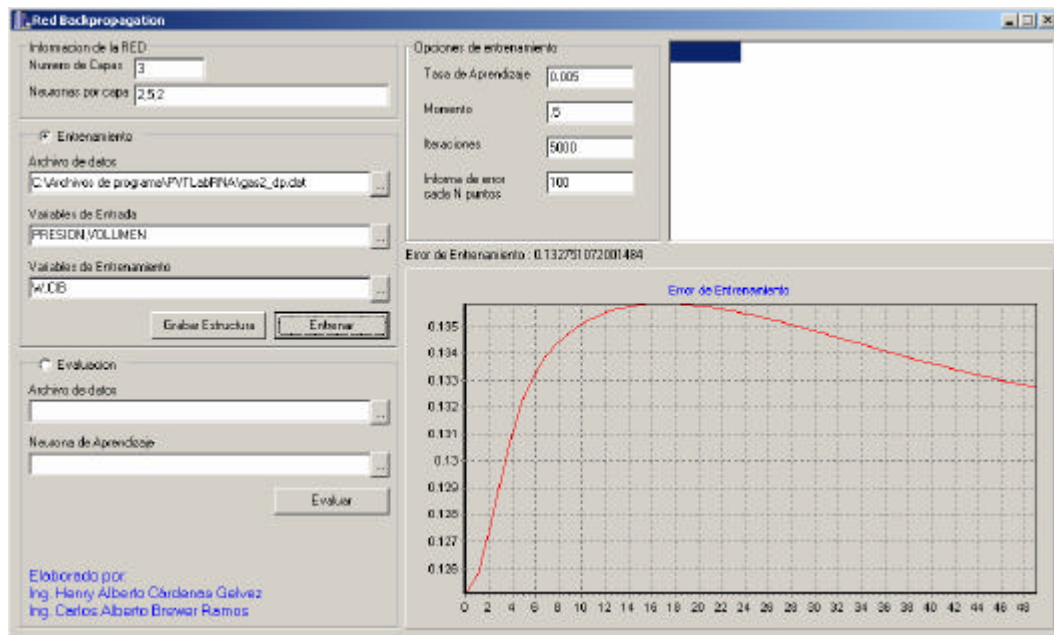 Red Backpropagation
Informacion de la RED
Numero de Capas 3
Neuronas por capa 2,5,2
Entrenamiento
Archivo de datos
C:\Archivos de programa\PVTLabRNA\gas2_dp.dat
...
Variables de Entrada
PRESION,VOLUMEN
...
Variables de Entrenamiento
...
Grabar Estructura
Entrenar
Evaluacion
Archivo de datos
...
Neurona de Aprendizaje
...
Evaluar
Elaborado por
Ing. Henry Alberto Cárdenas Gelvez
Ing. Carlos Alberto Brewer Ramos
Opciones de entrenamiento
Tasa de Aprendizaje 0.005
Momento .5
Iteraciones 5000
Informe de error
cada N puntos 100
Error de Entrenamiento : 0.132761072001484
Error de Entrenamiento
0.135
0.134
0.133
0.132
0.131
0.13
0.129
0.128
0.127
0.126
0 2 4 6 8 10 12 14 16 18 20 22 24 26 28 30 32 34 36 38 40 42 44 46 48